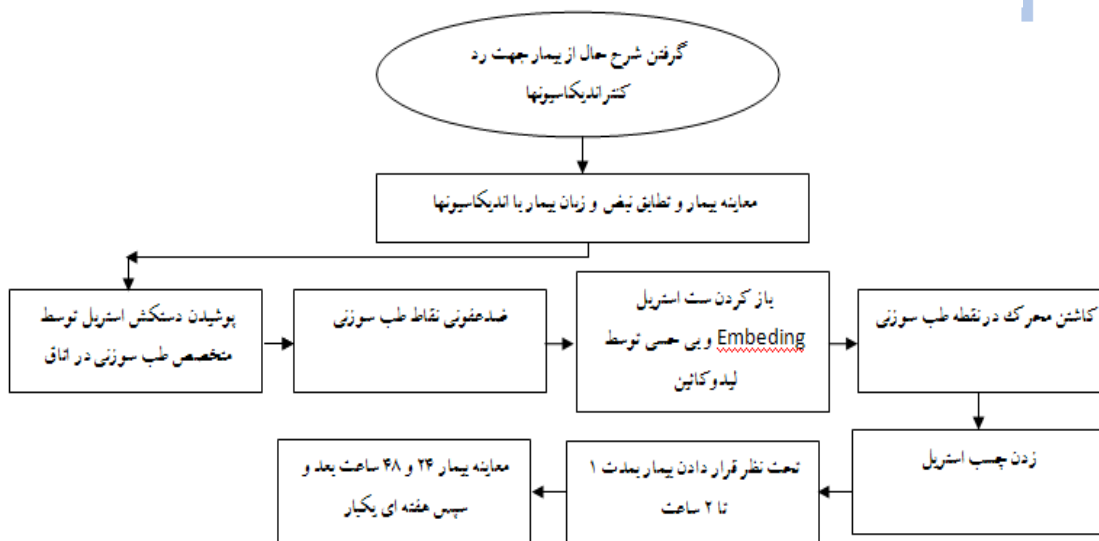 گرفتن شرح حال از بیمار جهت رد
کنتراندیکاسیونها
معاینه بیمار و تطابق نبض و زبان بیمار با اندیکاسیونها
پوشیدن دستکش استریل توسط
متخصص طب سوزنی در اتاق
ضدعفونی نقاط طب سوزنی
باز کردن ست استریل
Embeding و بی حسی توسط
لیدوکائین
کاشتن محرک در نقطه طب سوزنی
زدن چسب استریل
تحت نظر قرار دادن بیمار بمدت ۱
تا ۲ ساعت
معاینه بیمار ۲۴ و ۴۸ ساعت بعد و
سپس هفته ای یکبار